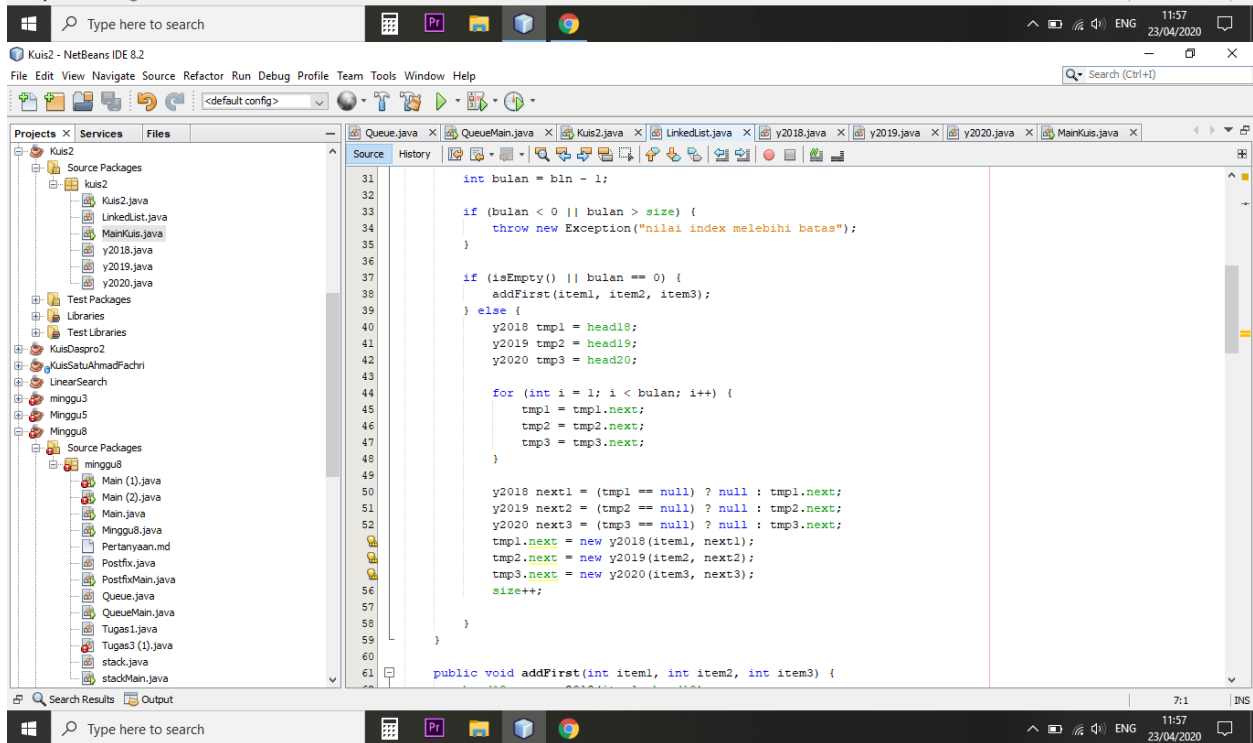 Type here to search
Pr
ENG
11:57
23/04/2020
Kuis2 - NetBeans IDE 8.2
File Edit View Navigate Source Refactor Run Debug Profile Team Tools Window Help
Search (Ctrl+I)
<default config>
Projects × Services Files
Queue.java × QueueMain.java × Kuis2.java × LinkedList.java × y2018.java × y2019.java × y2020.java × MainKuis.java ×
Source History
Kuis2
Source Packages
kuis2
Kuis2.java
LinkedList.java
MainKuis.java
y2018.java
y2019.java
y2020.java
Test Packages
Libraries
Test Libraries
KuisDaspro2
KuisSatuAhmadFachri
LinearSearch
minggu3
Minggu5
Minggu8
Source Packages
minggu8
Main (1).java
Main (2).java
Main.java
Minggu8.java
Pertanyaan.md
Postfix.java
PostfixMain.java
Queue.java
QueueMain.java
Tugas1.java
Tugas3 (1).java
stack.java
stackMain.java
31 int bulan = bln - 1;
32
33 if (bulan < 0 || bulan > size) {
34 throw new Exception("nilai index melebihi batas");
35 }
36
37 if (isEmpty() || bulan == 0) {
38 addFirst(item1, item2, item3);
39 } else {
40 y2018 tmp1 = head18;
41 y2019 tmp2 = head19;
42 y2020 tmp3 = head20;
43
44 for (int i = 1; i < bulan; i++) {
45 tmp1 = tmp1.next;
46 tmp2 = tmp2.next;
47 tmp3 = tmp3.next;
48 }
49
50 y2018 next1 = (tmp1 == null) ? null : tmp1.next;
51 y2019 next2 = (tmp2 == null) ? null : tmp2.next;
52 y2020 next3 = (tmp3 == null) ? null : tmp3.next;
tmp1.next = new y2018(item1, next1);
tmp2.next = new y2019(item2, next2);
tmp3.next = new y2020(item3, next3);
56 size++;
57
58 }
59 }
60
61 public void addFirst(int item1, int item2, int item3) {
Search Results Output
7:1 INS
Type here to search
Pr
ENG
11:57
23/04/2020